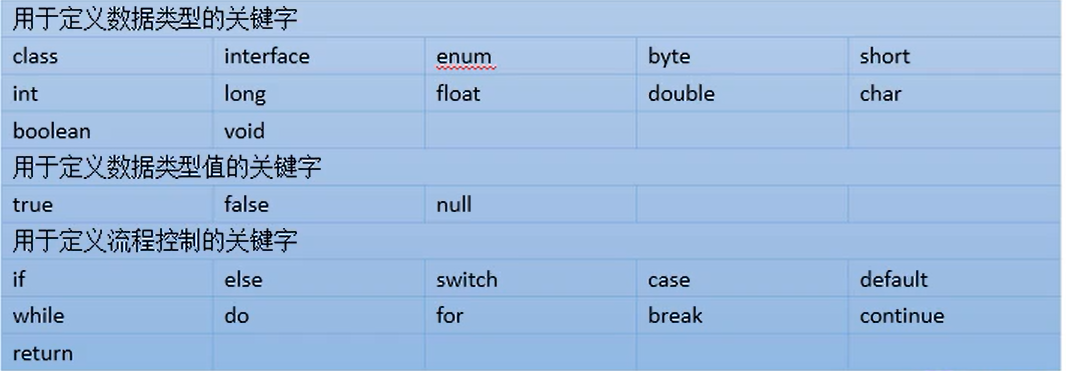 用于定义数据类型的关键字
class interface enum byte short
int long float double char
boolean void
用于定义数据类型值的关键字
true false null
用于定义流程控制的关键字
if else switch case default
while do for break continue
return